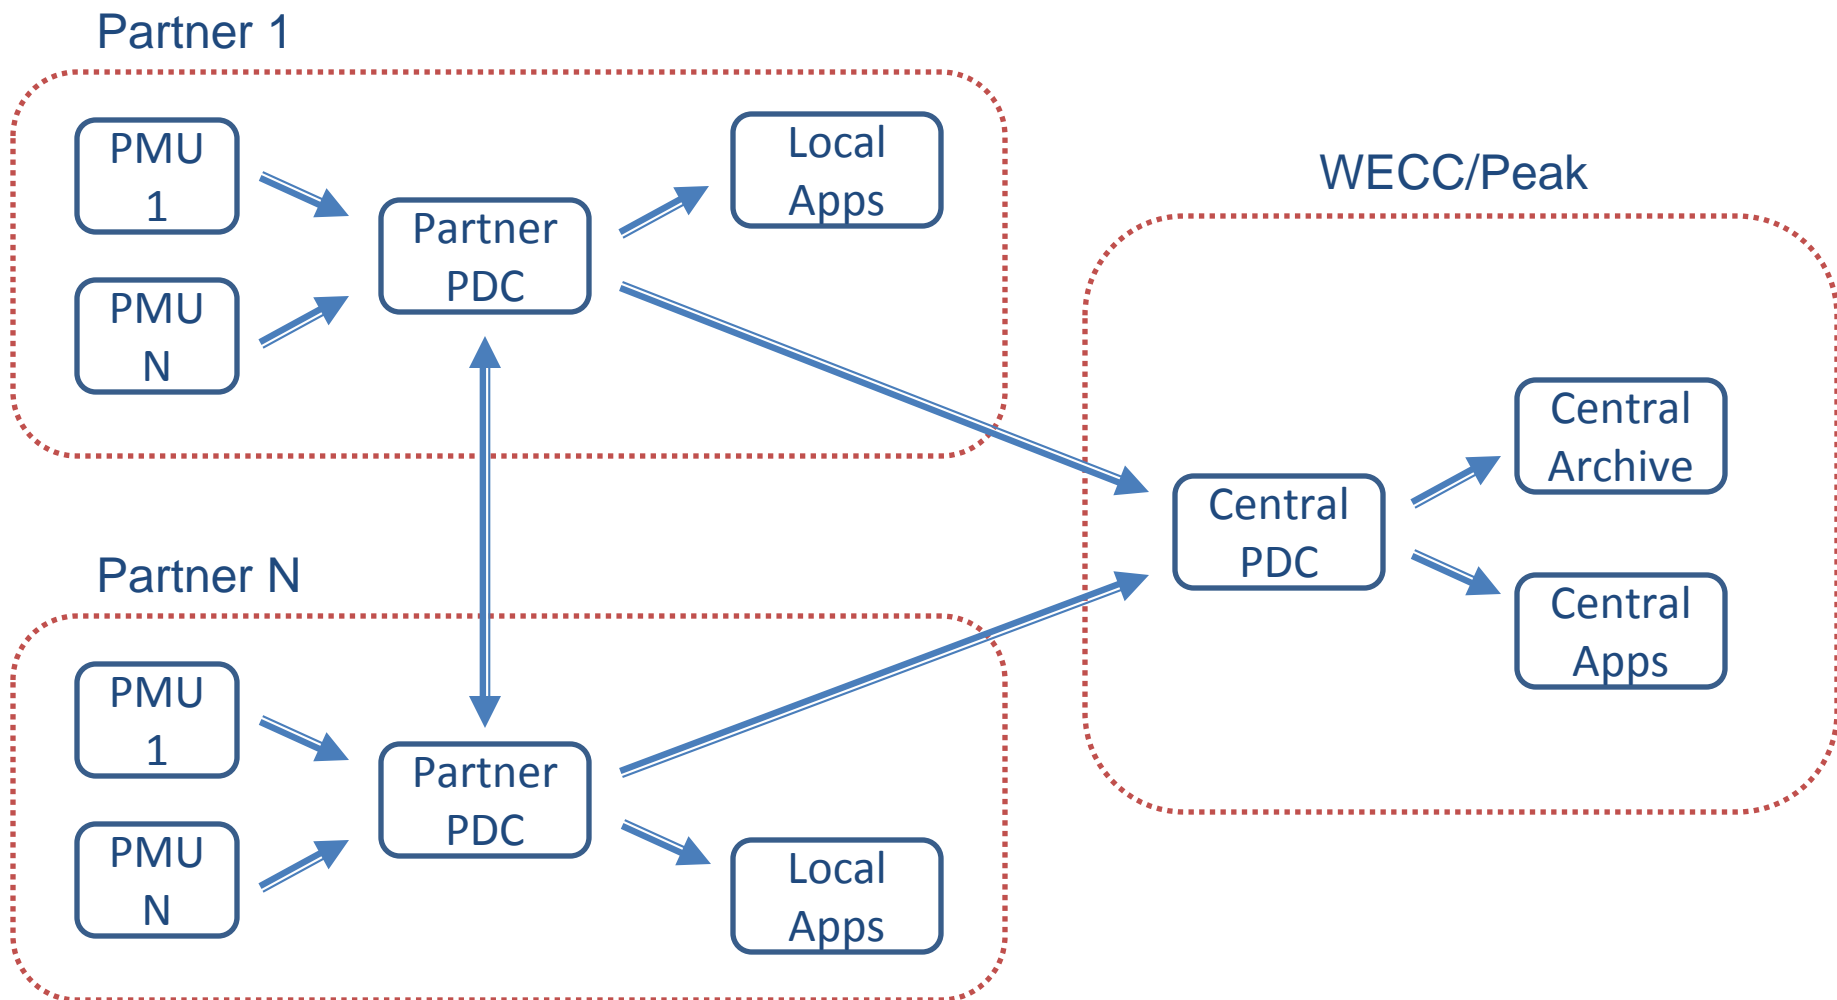 Partner 1
PMU
1
PMU
N
Partner
PDC
Local
Apps
WECC/Peak
Central
PDC
Central
Archive
Central
Apps
Partner N
PMU
1
PMU
N
Partner
PDC
Local
Apps